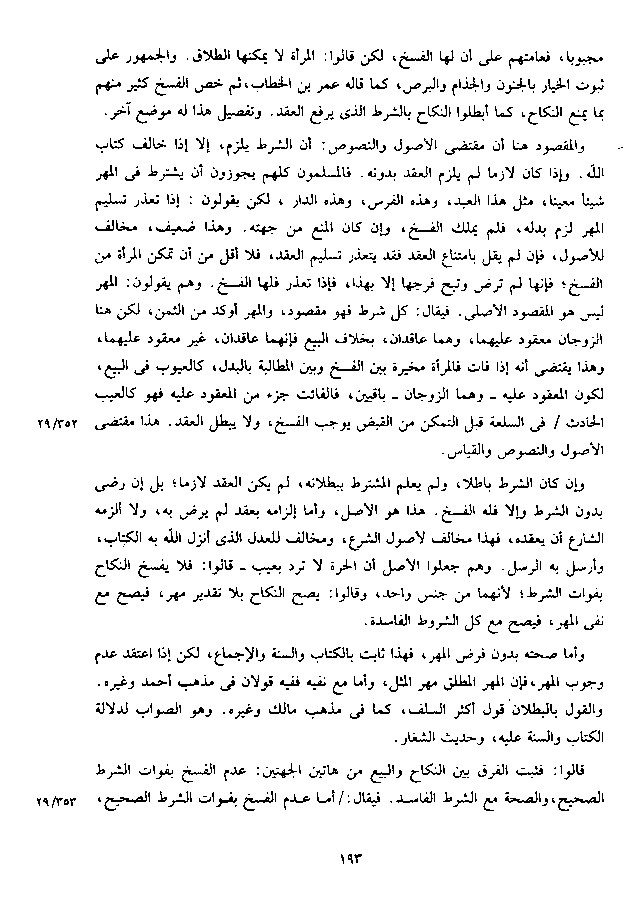 مجبوبا، فعامتهم على أن لها الفسخ، لكن قالوا: المرأة لا يمكنها الطلاق. والجمهور على
ثبوت الخيار بالجنون والجذام والبرص، كما قاله عمر بن الخطاب، ثم خص الفسخ كثير منهم
بما يمنع النكاح، كما أبطلوا النكاح بالشرط الذى يرفع العقد. وتفصيل هذا له موضع آخر.
والمقصود هنا أن مقتضى الأصول والنصوص: أن الشرط يلزم، إلا إذا خالف كتاب
الله. وإذا كان لازما لم يلزم العقد بدونه. فالمسلمون كلهم يجوزون أن يشترط فى المهر
شيئا معينا، مثل هذا العبد، وهذه الفرس، وهذه الدار ، لكن يقولون : إذا تعذر تسليم
المهر لزم بدله، فلم يملك الفسخ، وإن كان المنع من جهته. وهذا ضعيف، مخالف
للأصول، فإن لم يقل بامتناع العقد فقد يتعذر تسليم العقد، فلا أقل من أن تمكن المرأة من
الفسخ؛ فإنها لم ترض وتبح فرجها إلا بهذا، فإذا تعذر فلها الفسخ. وهم يقولون: المهر
ليس هو المقصود الأصلى. فيقال: كل شرط فهو مقصود، والمهر أوكد من الثمن، لكن هنا
الزوجان معقود عليهما، وهما عاقدان، بخلاف البيع فإنهما عاقدان، غير معقود عليهما،
وهذا يقتضى أنه إذا فات فالمرأة مخيرة بين الفسخ وبين المطالبة بالبدل، كالعيوب فى البيع،
لكون المعقود عليه ـ وهما الزوجان ـ باقيين، فالفائت جزء من المعقود عليه فهو كالعيب
الحادث / فى السلعة قبل التمكن من القبض يوجب الفسخ، ولا يبطل العقد. هذا مقتضى ٢٩/٣٥٢
الأصول والنصوص والقياس.
وإن كان الشرط باطلا، ولم يعلم المشترط ببطلانه، لم يكن العقد لازما؛ بل إن رضى
بدون الشرط وإلا فله الفسخ. هذا هو الأصل، وأما إلزامه بعقد لم يرض به، ولا ألزمه
الشارع أن يعقده، فهذا مخالف لأصول الشرع، ومخالف للعدل الذى أنزل الله به الكتاب،
وأرسل به الرسل. وهم جعلوا الأصل أن الحرة لا ترد بعيب ـ قالوا: فلا يفسخ النكاح
بفوات الشرط؛ لأنهما من جنس واحد، وقالوا: يصح النكاح بلا تقدير مهر، فيصح مع
نفى المهر، فيصح مع كل الشروط الفاسدة.
وأما صحته بدون فرض المهر، فهذا ثابت بالكتاب والسنة والإجماع، لكن إذا اعتقد عدم
وجوب المهر، فإن المهر المطلق مهر المثل، وأما مع نفيه ففيه قولان فى مذهب أحمد وغيره.
والقول بالبطلان قول أكثر السلف، كما فى مذهب مالك وغيره. وهو الصواب لدلالة
الكتاب والسنة عليه، وحديث الشغار.
قالوا: فثبت الفرق بين النكاح والبيع من هاتين الجهتين: عدم الفسخ بفوات الشرط
الصحيح، والصحة مع الشرط الفاسد. فيقال:/ أما عدم الفسخ بفوات الشرط الصحيح، ٢٩/٣٥٣
١٩٣